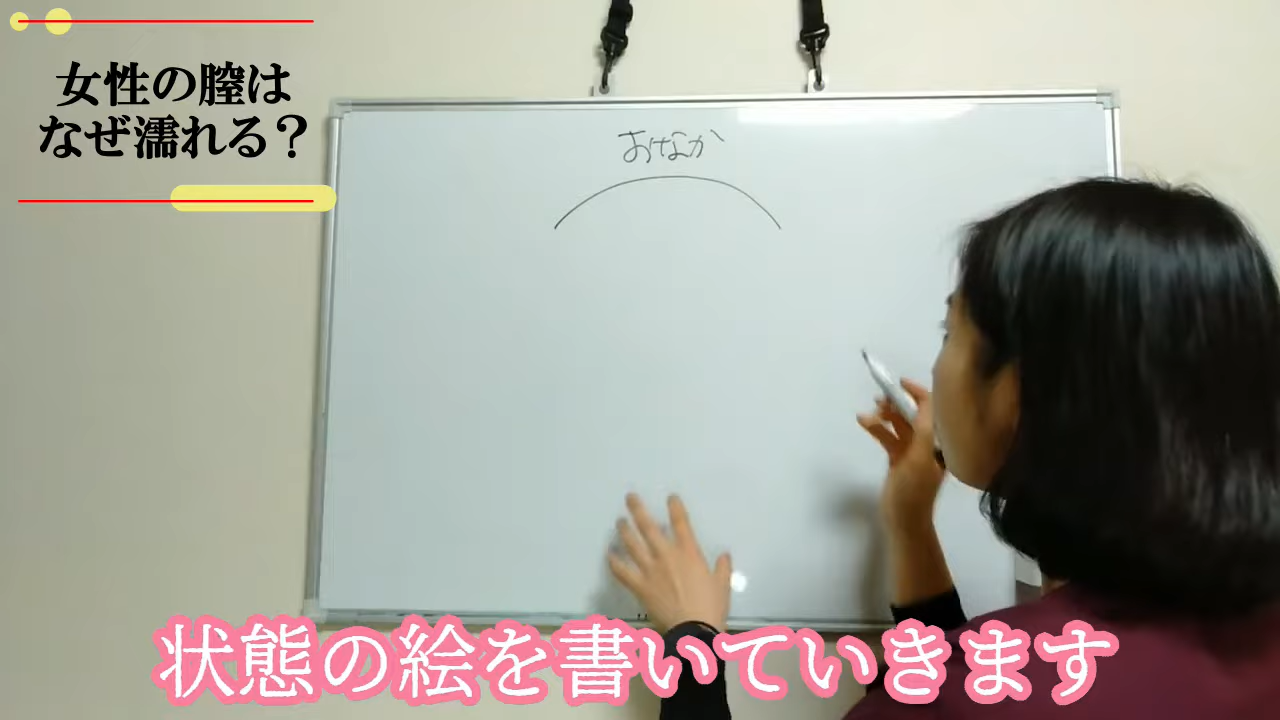 女性の膣は
なぜ濡れる？
おなか
状態の絵を書いていきます